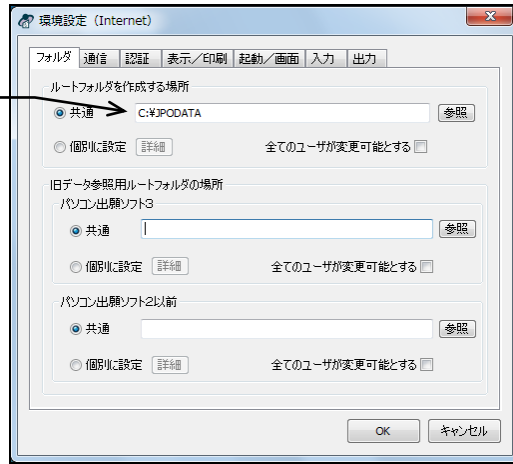 環境設定（Internet）
フォルダ 通信 認証 表示／印刷 起動／画面 入力 出力
ルートフォルダを作成する場所
共通 C:¥JPODATA 参照
個別に設定 詳細 全てのユーザが変更可能とする
旧データ参照用ルートフォルダの場所
パソコン出願ソフト3
共通 参照
個別に設定 詳細 全てのユーザが変更可能とする
パソコン出願ソフト2以前
共通 参照
個別に設定 詳細 全てのユーザが変更可能とする
OK キャンセル